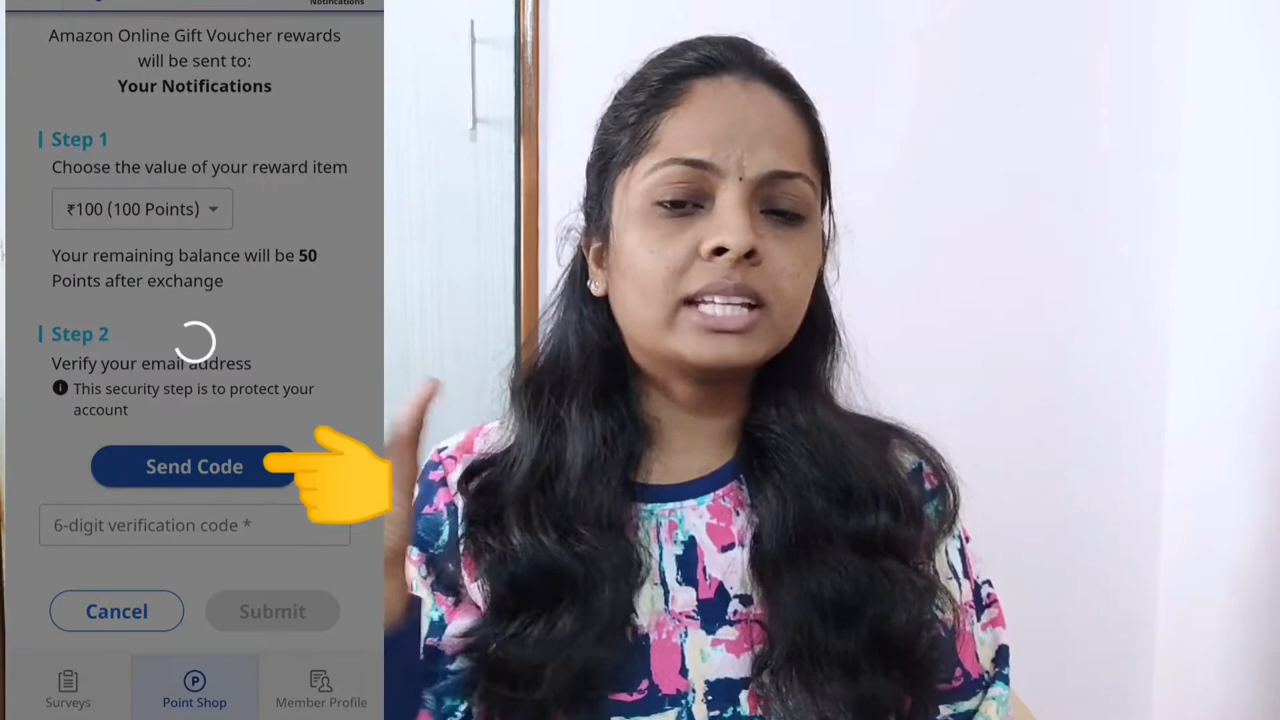 Notifications
Amazon Online Gift Voucher rewards
will be sent to:
Your Notifications
Step 1
Choose the value of your reward item
₹100 (100 Points)
Your remaining balance will be 50
Points after exchange
Step 2
Verify your email address
This security step is to protect your
account
Send Code
6-digit verification code *
Cancel
Submit
Surveys
P
Point Shop
Member Profile